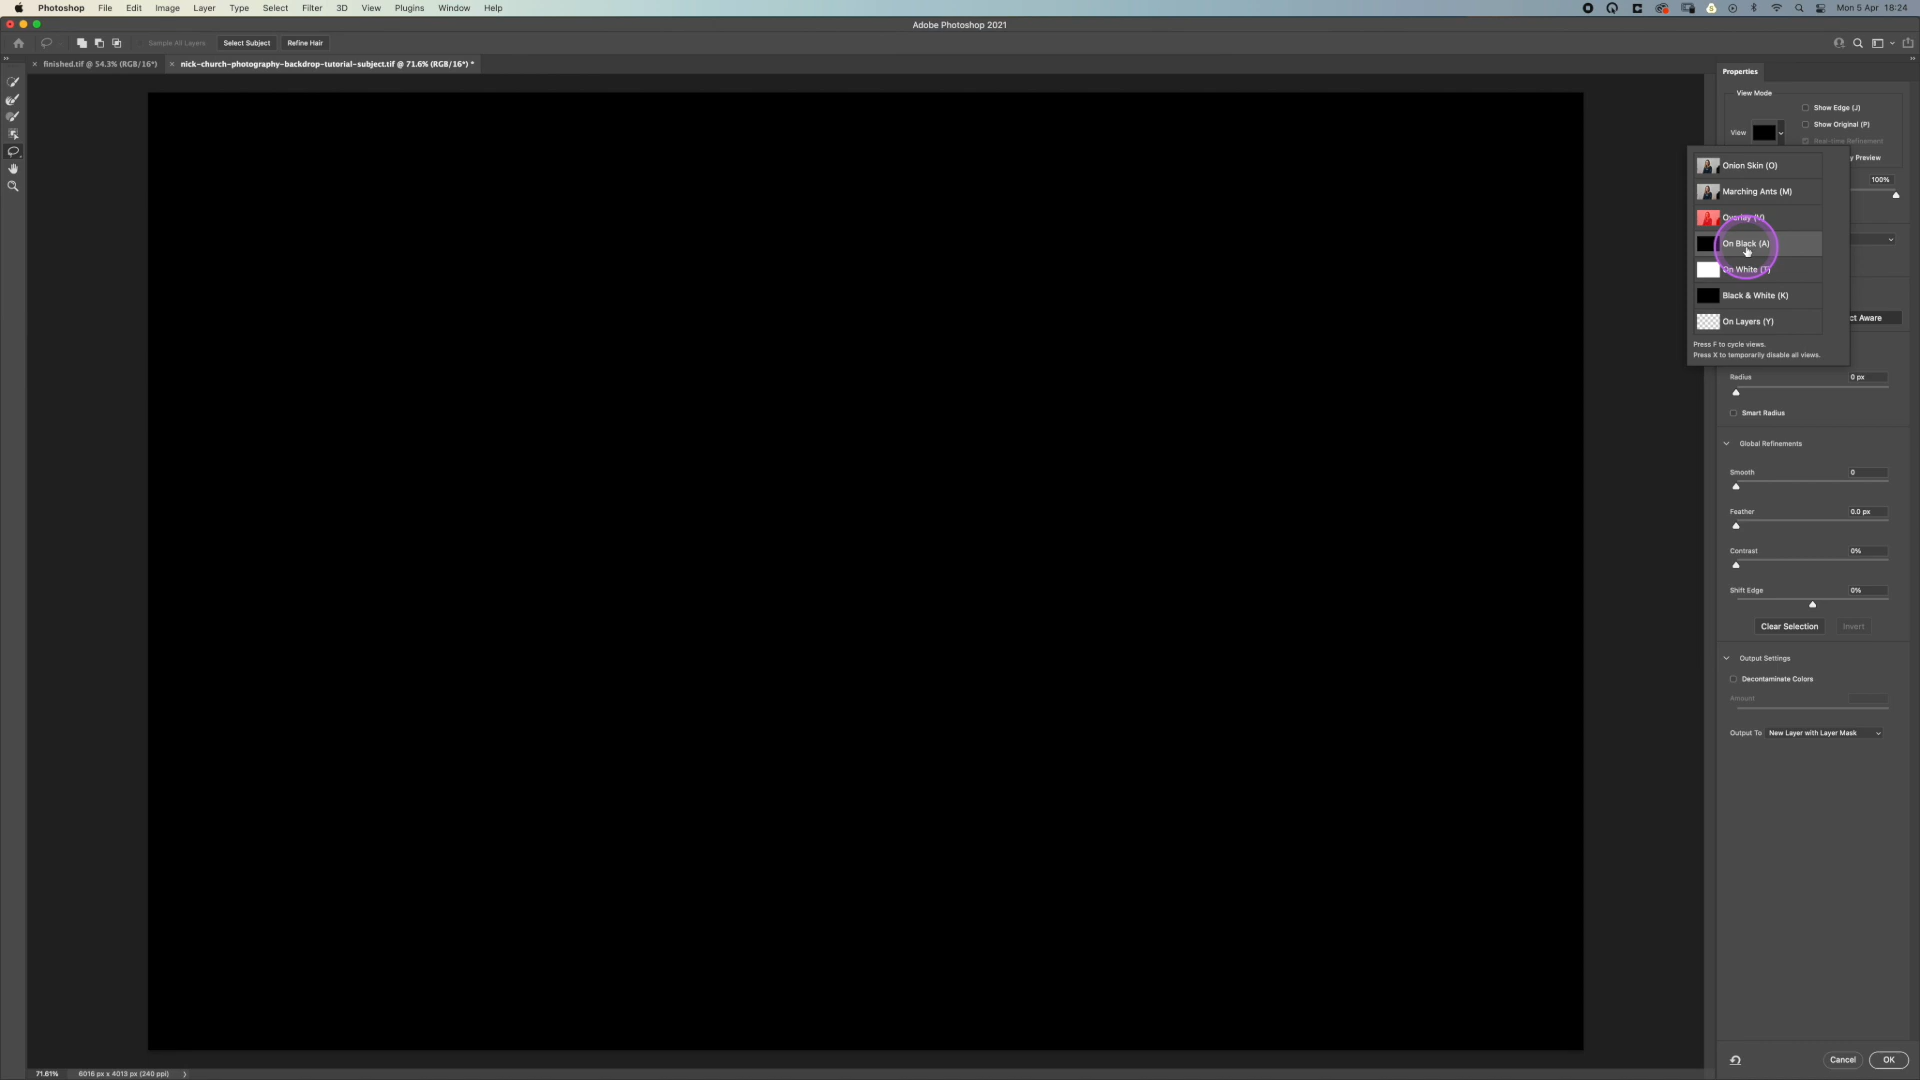 Photoshop File Edit Image Layer Type Select Filter 3D View Plugins Window Help Mon 5 Apr 18:24
Adobe Photoshop 2021
Sample All Layers Select Subject Refine Hair
finished.tif @ 54.3% (RGB/16*) nick-church-photography-backdrop-tutorial-subject.tif @ 71.6% (RGB/16*) *
Properties
View Mode
Show Edge (J)
Show Original (P)
View
Real-time Refinement
y Preview
Onion Skin (O)
100%
Marching Ants (M)
Overlay (V)
On Black (A)
On White (T)
Black & White (K)
On Layers (Y)
ct Aware
Press F to cycle views.
Press X to temporarily disable all views.
Radius 0 px
Smart Radius
Global Refinements
Smooth 0
Feather 0.0 px
Contrast 0%
Shift Edge 0%
Clear Selection Invert
Output Settings
Decontaminate Colors
Amount
Output To New Layer with Layer Mask
Cancel OK
71.61% 6016 px x 4013 px (240 ppi)